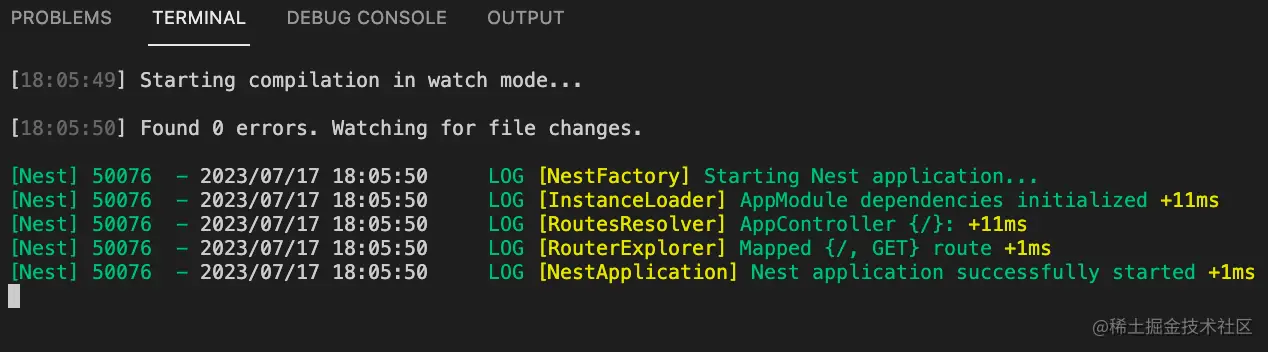 PROBLEMS TERMINAL DEBUG CONSOLE OUTPUT
[18:05:49] Starting compilation in watch mode...
[18:05:50] Found 0 errors. Watching for file changes.
[Nest] 50076  - 2023/07/17 18:05:50     LOG [NestFactory] Starting Nest application...
[Nest] 50076  - 2023/07/17 18:05:50     LOG [InstanceLoader] AppModule dependencies initialized +11ms
[Nest] 50076  - 2023/07/17 18:05:50     LOG [RoutesResolver] AppController {/}: +11ms
[Nest] 50076  - 2023/07/17 18:05:50     LOG [RouterExplorer] Mapped {/, GET} route +1ms
[Nest] 50076  - 2023/07/17 18:05:50     LOG [NestApplication] Nest application successfully started +1ms
@稀土掘金技术社区